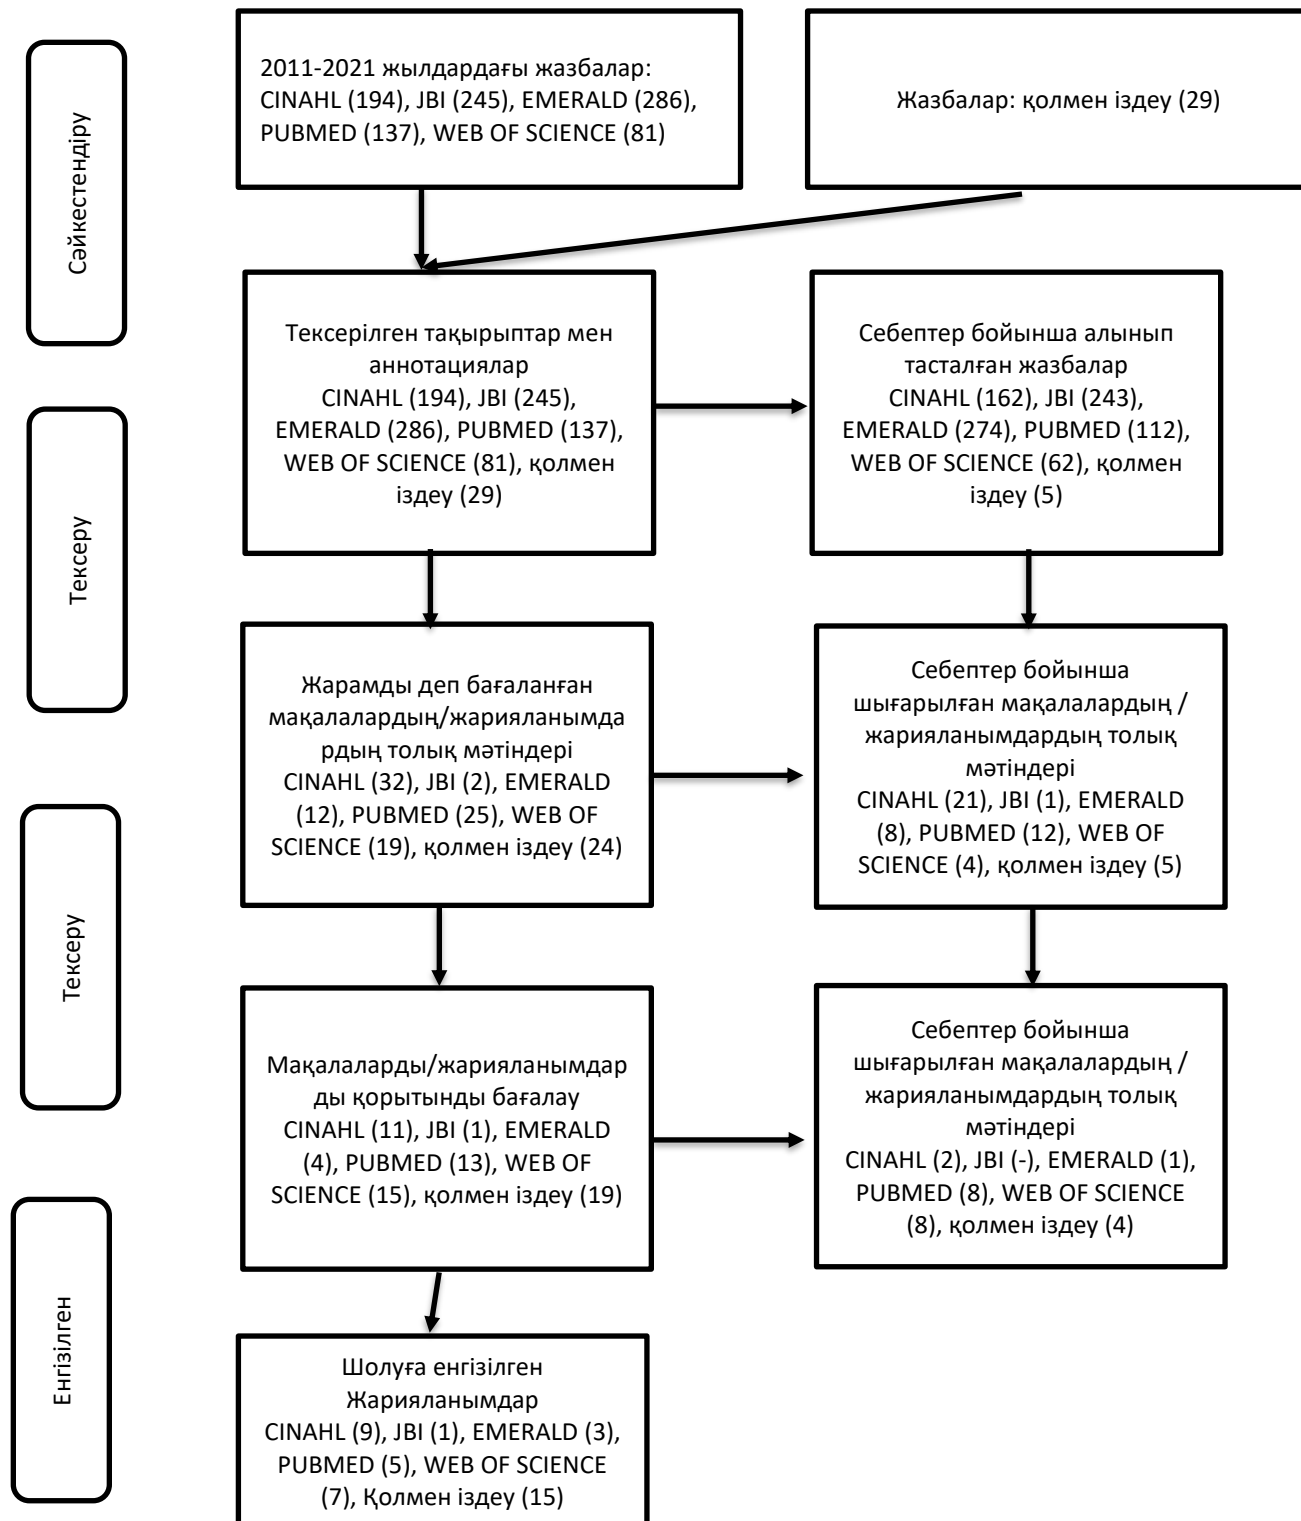 Сәйкестендіру
2011-2021 жылдардағы жазбалар:
CINAHL (194), JBI (245), EMERALD (286),
PUBMED (137), WEB OF SCIENCE (81)
Жазбалар: қолмен іздеу (29)
Тексеру
Тексерілген тақырыптар мен
аннотациялар
CINAHL (194), JBI (245),
EMERALD (286), PUBMED (137),
WEB OF SCIENCE (81), қолмен
іздеу (29)
Себептер бойынша алынып
тасталған жазбалар
CINAHL (162), JBI (243),
EMERALD (274), PUBMED (112),
WEB OF SCIENCE (62), қолмен
іздеу (5)
Жарамды деп бағаланған
мақалалардың/жарияланымда
рдың толық мәтіндері
CINAHL (32), JBI (2), EMERALD
(12), PUBMED (25), WEB OF
SCIENCE (19), қолмен іздеу (24)
Себептер бойынша
шығарылған мақалалардың /
жарияланымдардың толық
мәтіндері
CINAHL (21), JBI (1), EMERALD
(8), PUBMED (12), WEB OF
SCIENCE (4), қолмен іздеу (5)
Тексеру
Мақалаларды/жарияланымдар
ды қорытынды бағалау
CINAHL (11), JBI (1), EMERALD
(4), PUBMED (13), WEB OF
SCIENCE (15), қолмен іздеу (19)
Себептер бойынша
шығарылған мақалалардың /
жарияланымдардың толық
мәтіндері
CINAHL (2), JBI (-), EMERALD (1),
PUBMED (8), WEB OF SCIENCE
(8), қолмен іздеу (4)
Енгізілген
Шолуға енгізілген
Жарияланымдар
CINAHL (9), JBI (1), EMERALD (3),
PUBMED (5), WEB OF SCIENCE
(7), Қолмен іздеу (15)